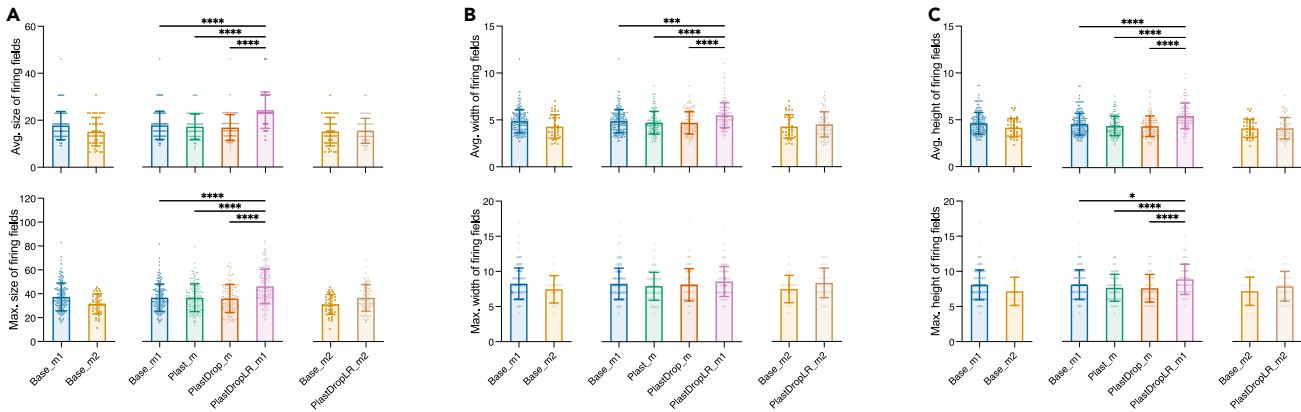 A
Avg. size of firing fields
60
40
20
0
****
****
****
Max. size of firing fields
120
100
80
60
40
20
0
****
****
****
Base_m1
Base_m2
Base_m1
Plast_m
PlastDrop_m
PlastDropLR_m1
Base_m2
PlastDropLR_m2
B
Avg. width of firing fields
15
10
5
0
***
****
****
Max. width of firing fields
20
15
10
5
0
Base_m1
Base_m2
Base_m1
Plast_m
PlastDrop_m
PlastDropLR_m1
Base_m2
PlastDropLR_m2
C
Avg. height of firing fields
15
10
5
0
****
****
****
Max. height of firing fields
20
15
10
5
0
*
****
****
Base_m1
Base_m2
Base_m1
Plast_m
PlastDrop_m
PlastDropLR_m1
Base_m2
PlastDropLR_m2